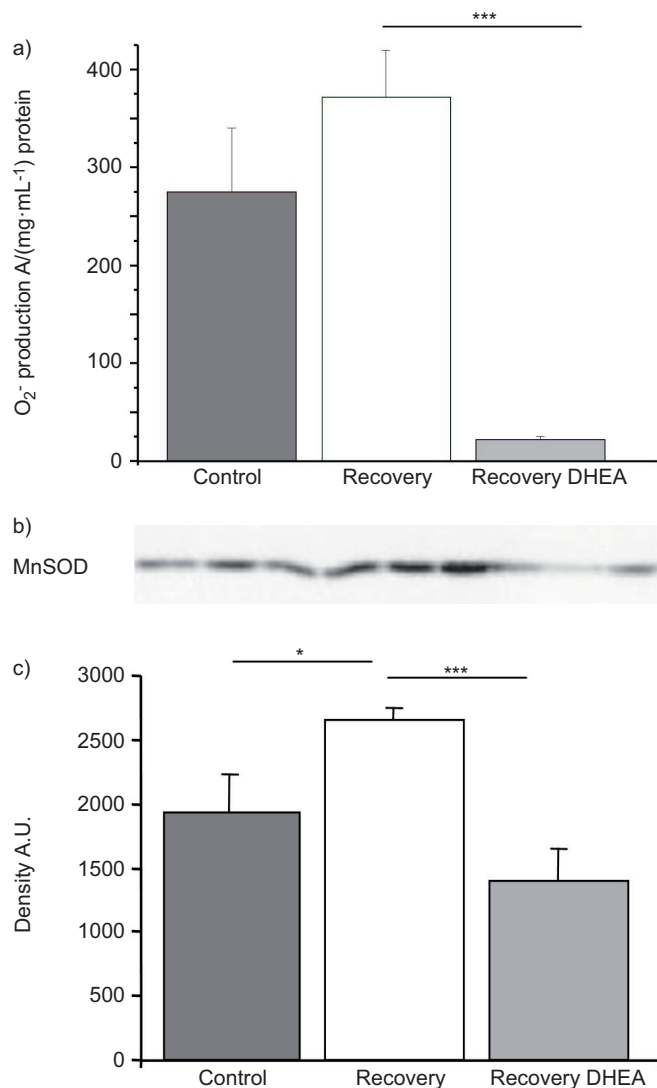 a)
***
O₂⁻ production A/(mg·mL⁻¹) protein
400
300
200
100
0
Control Recovery Recovery DHEA
b)
MnSOD
c)
* ***
Density A.U.
3000
2500
2000
1500
1000
500
0
Control Recovery Recovery DHEA